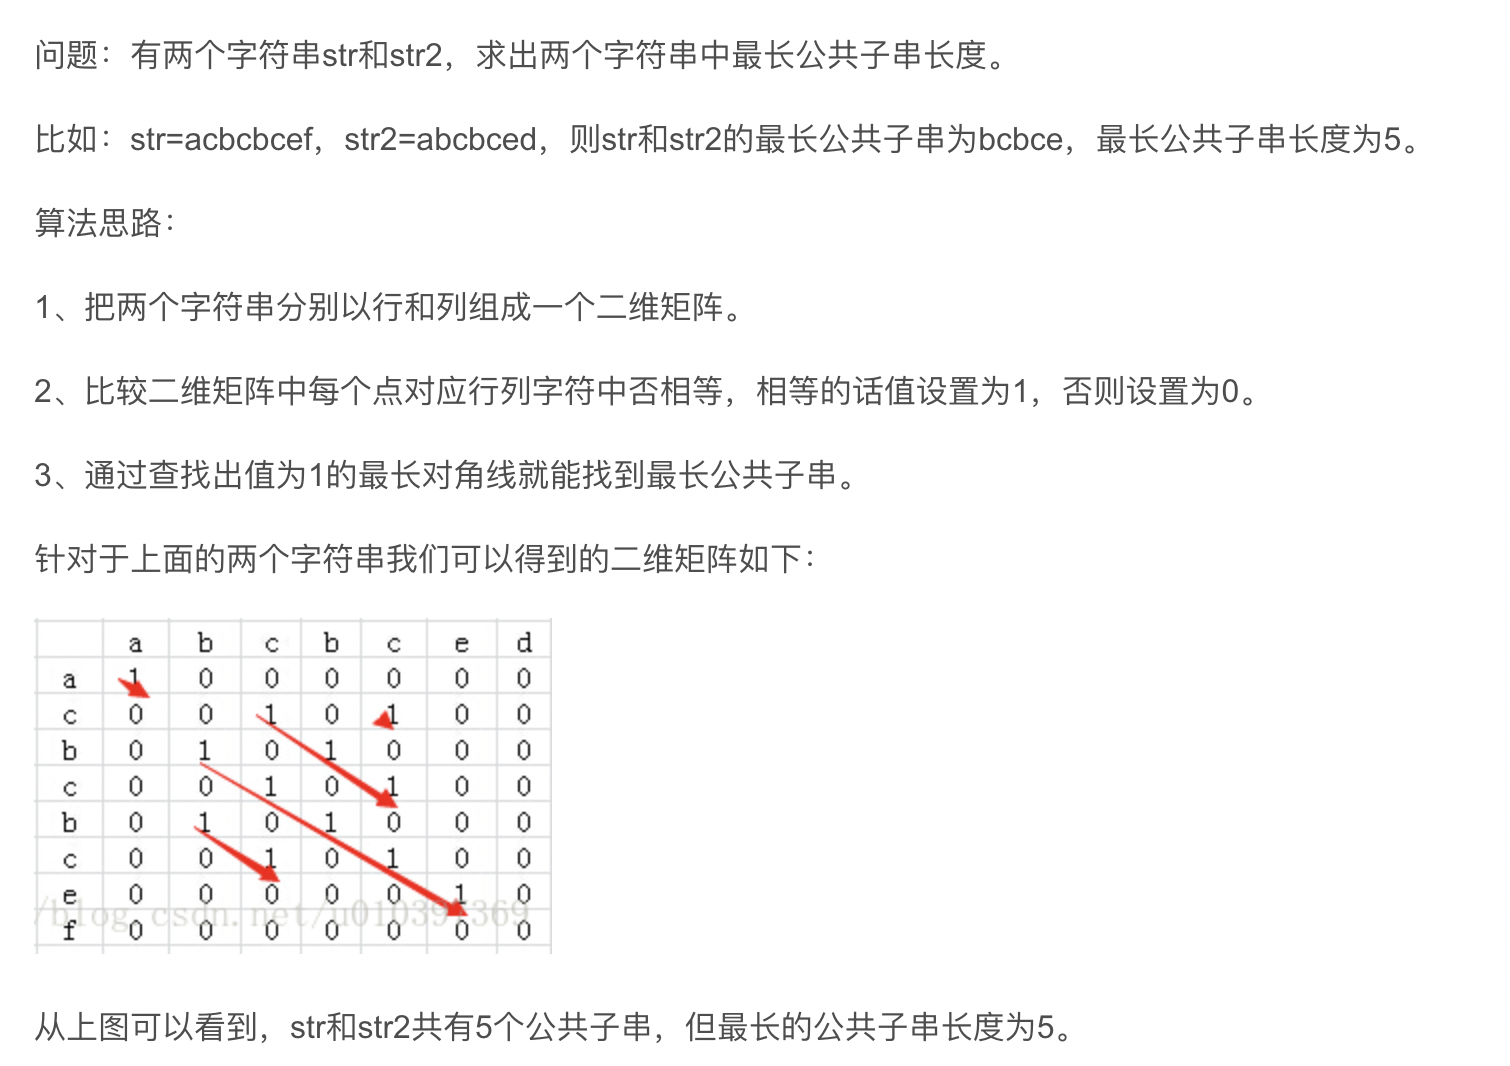 问题：有两个字符串str和str2，求出两个字符串中最长公共子串长度。
比如：str=acbcbcef，str2=abcbced，则str和str2的最长公共子串为bcbce，最长公共子串长度为5。
算法思路：
1、把两个字符串分别以行和列组成一个二维矩阵。
2、比较二维矩阵中每个点对应行列字符中否相等，相等的话值设置为1，否则设置为0。
3、通过查找出值为1的最长对角线就能找到最长公共子串。
针对于上面的两个字符串我们可以得到的二维矩阵如下：
a b c b c e d
a 1 0 0 0 0 0 0
c 0 0 1 0 1 0 0
b 0 1 0 1 0 0 0
c 0 0 1 0 1 0 0
b 0 1 0 1 0 0 0
c 0 0 1 0 1 0 0
e 0 0 0 0 0 1 0
f 0 0 0 0 0 0 0
从上图可以看到，str和str2共有5个公共子串，但最长的公共子串长度为5。